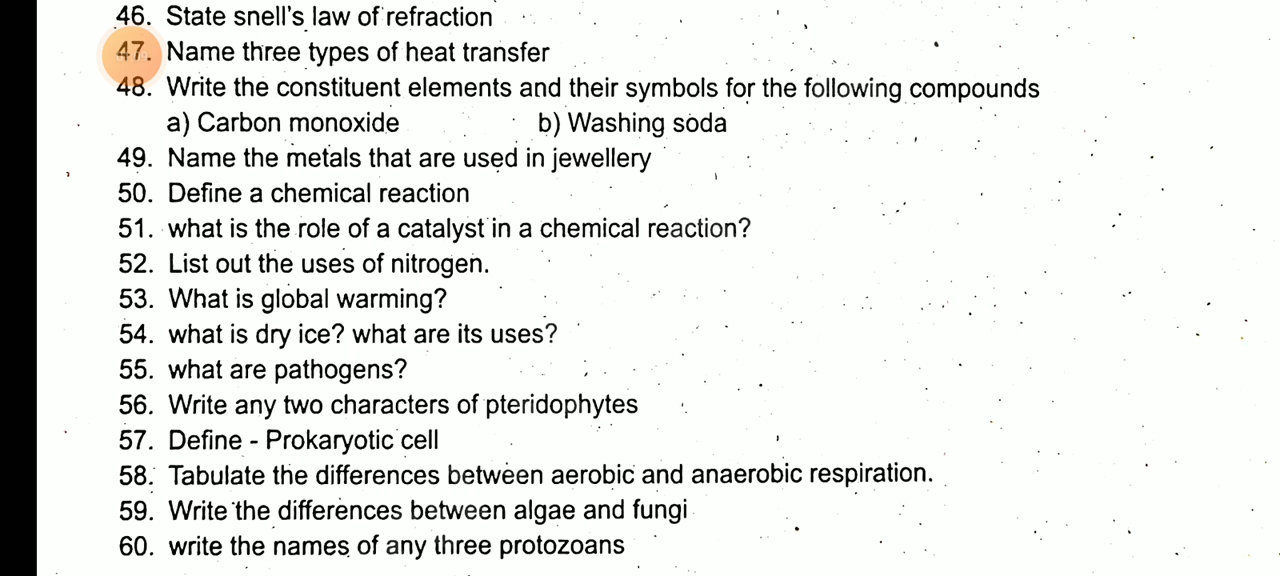 46. State snell's law of refraction
47. Name three types of heat transfer
48. Write the constituent elements and their symbols for the following compounds
a) Carbon monoxide b) Washing soda
49. Name the metals that are used in jewellery
50. Define a chemical reaction
51. what is the role of a catalyst in a chemical reaction?
52. List out the uses of nitrogen.
53. What is global warming?
54. what is dry ice? what are its uses?
55. what are pathogens?
56. Write any two characters of pteridophytes
57. Define - Prokaryotic cell
58. Tabulate the differences between aerobic and anaerobic respiration.
59. Write the differences between algae and fungi
60. write the names of any three protozoans